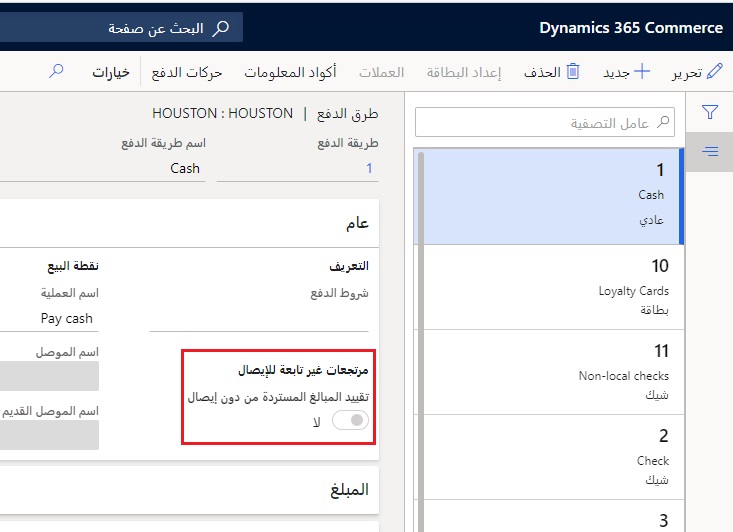 Dynamics 365 Commerce
البحث عن صفحة
تحرير
جديد
الحذف
إعداد البطاقة
العملات
أكواد المعلومات
حركات الدفع
خيارات
عامل التصفية
1
Cash
عادي
10
Loyalty Cards
بطاقة
11
Non-local checks
شيك
2
Check
شيك
3
طرق الدفع | HOUSTON : HOUSTON
طريقة الدفع
1
اسم طريقة الدفع
Cash
عام
التعريف
شروط الدفع
مرتجعات غير تابعة للإيصال
تقييد المبالغ المستردة من دون إيصال
لا
نقطة البيع
اسم العملية
Pay cash
اسم الموصل
اسم الموصل القديم
المبلغ